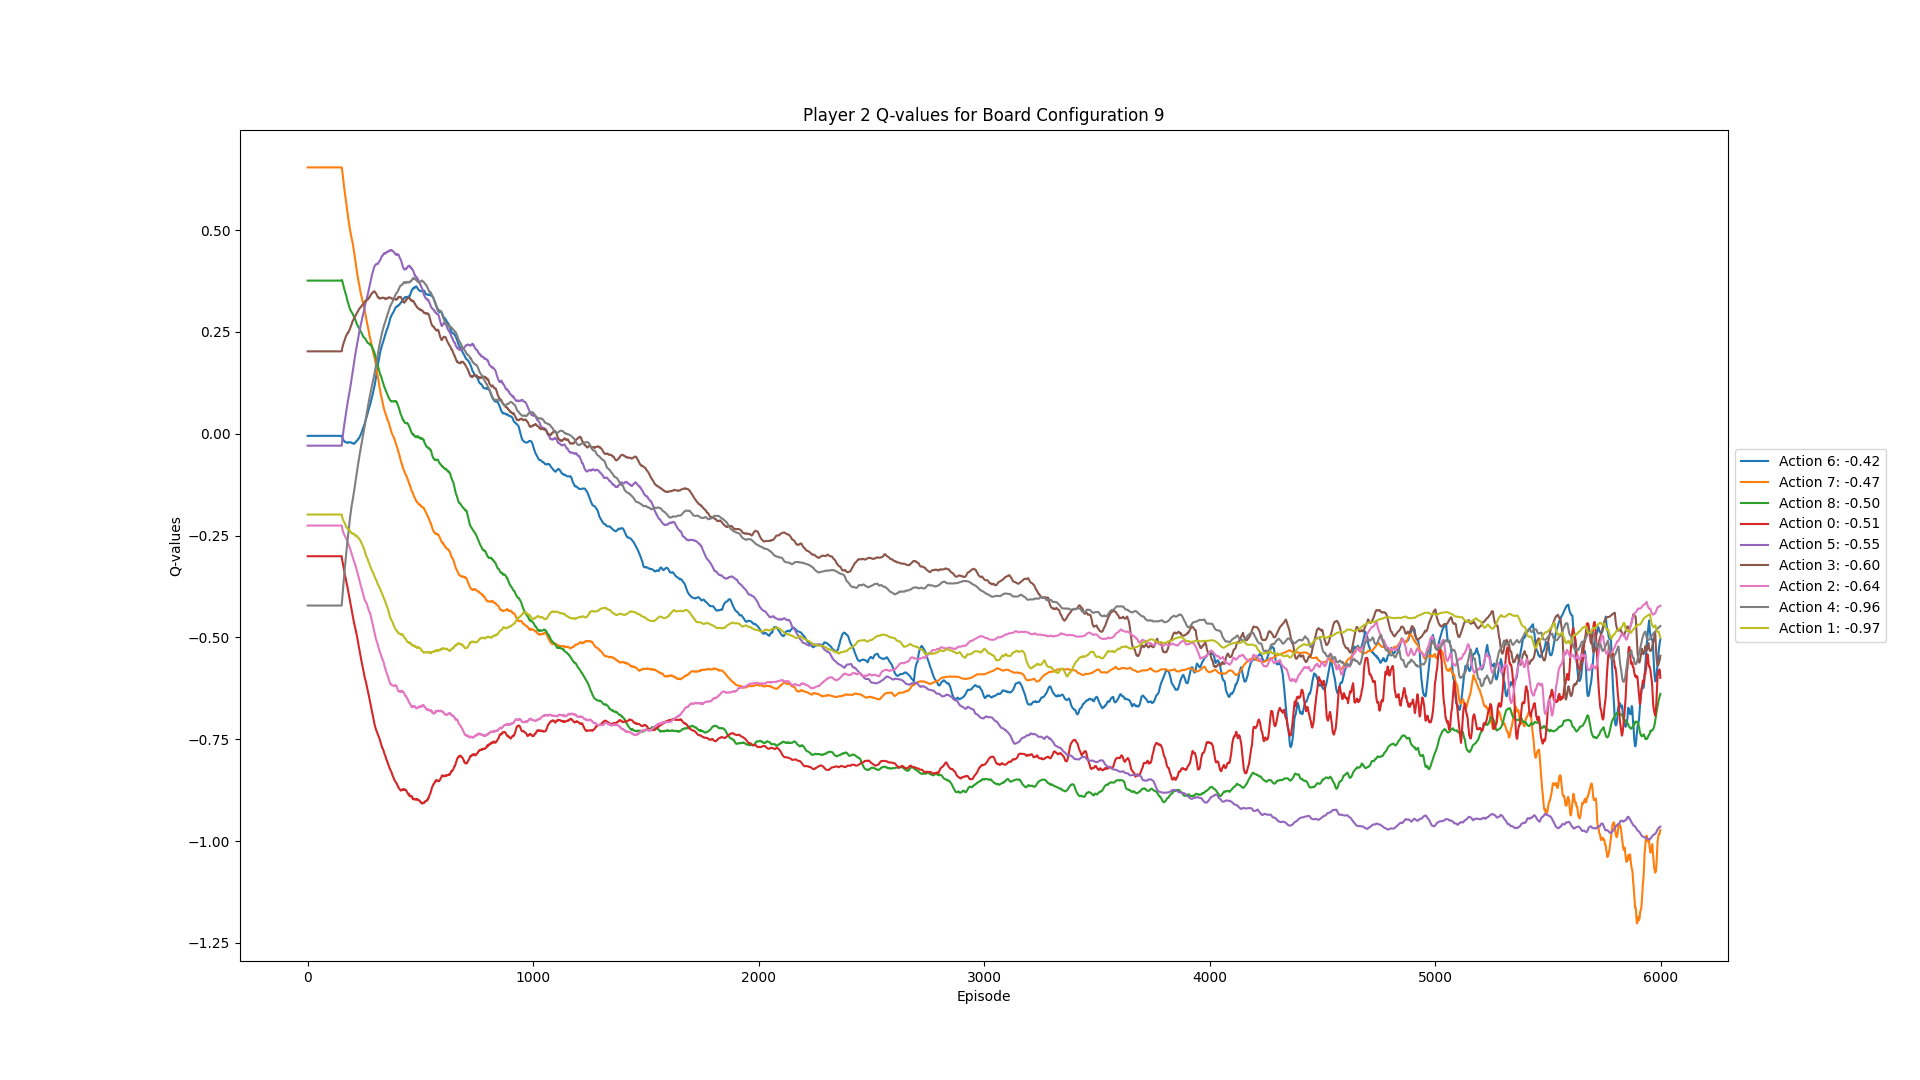 Player 2 Q-values for Board Configuration 9
Q-values
0.50
0.25
0.00
−0.25
−0.50
−0.75
−1.00
−1.25
0
1000
2000
3000
4000
5000
6000
Episode
Action 6: -0.42
Action 7: -0.47
Action 8: -0.50
Action 0: -0.51
Action 5: -0.55
Action 3: -0.60
Action 2: -0.64
Action 4: -0.96
Action 1: -0.97